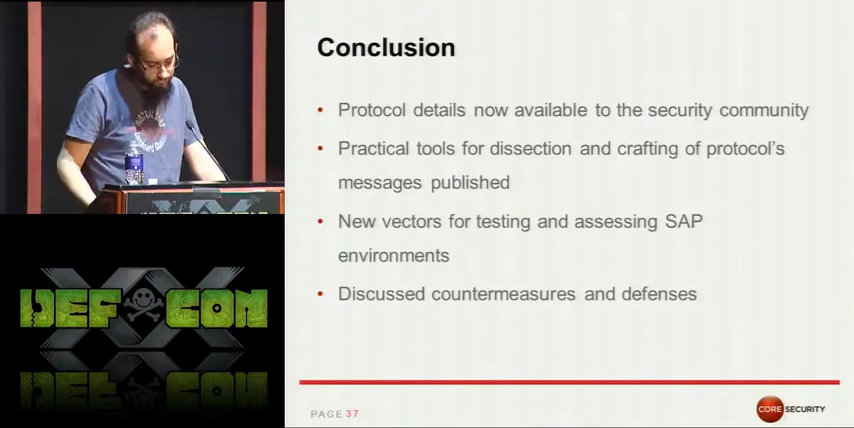 Conclusion
• Protocol details now available to the security community
• Practical tools for dissection and crafting of protocol's
messages published
• New vectors for testing and assessing SAP
environments
• Discussed countermeasures and defenses
XX
DEF CON
PAGE 37
CORE SECURITY